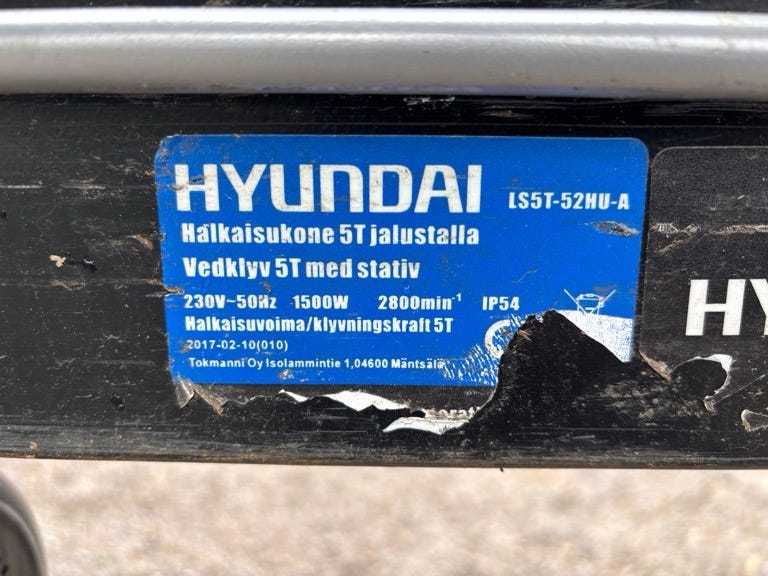 HYUNDAI LS5T-52HU-A
Halkaisukone 5T jalustalla
Vedklyv 5T med stativ
230V~50Hz 1500W 2800min⁻¹ IP54
Halkaisuvoima/klyvningskraft 5T
2017-02-10(010)
Tokmanni Oy Isolammintie 1,04600 Mäntsälä
HY